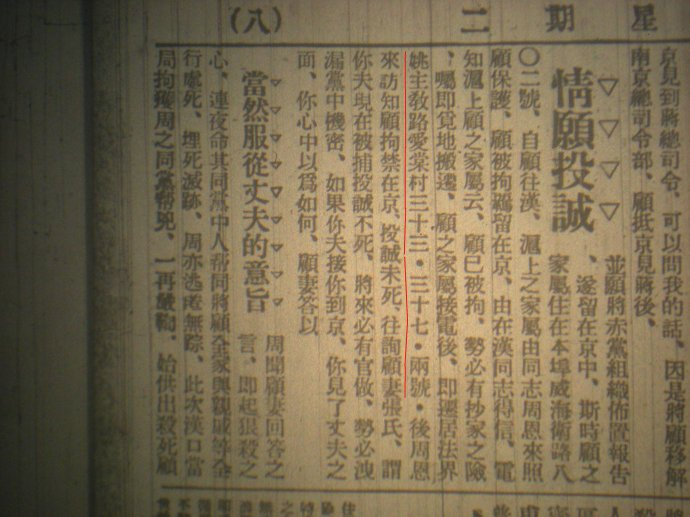 星期二
（八）
京見到蔣總司令、可以問我的話、因是將顧移解
南京總司令部、顧抵京見蔣後、
情願投誠
並願將赤黨組織佈置報告
、遂留在京中、斯時顧之
家屬住在本埠威海衛路八
〇二號、自顧往漢、滬上之家屬由同志周恩來照
顧保護、顧被拘羈留在京、由在漢同志得信、電
知滬上顧之家屬云、顧已被拘、勢必有抄家之險
、囑即覓地搬遷、顧之家屬接電後、即遷居法界
姚主敎路愛棠村三十三・三十七・兩號・後周恩
來訪知顧拘禁在京、投誠未死、往詢顧妻張氏、謂
你夫現在被捕投誠不死、將來必有官做、勢必洩
漏黨中機密、如果你夫接你到京、你見了丈夫之
面、你心中以爲如何、顧妻答以
當然服從丈夫的意旨
周聞顧妻回答之
言、即起狠殺之
心、連夜命其同黨中人帮同將顧全家與親戚等全
行處死、埋死滅跡、周亦逃匿無踪、此次漢口當
局拘獲周之同黨帮兇、一再嚴鞫、始供出殺死顧